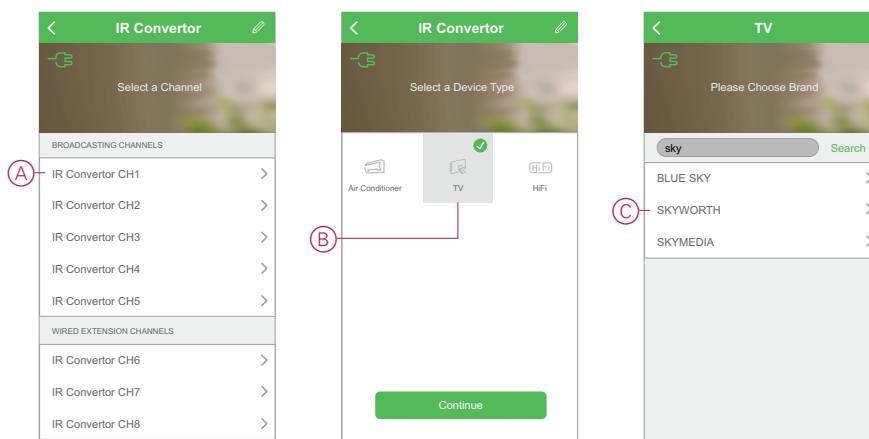 IR Convertor
Select a Channel
BROADCASTING CHANNELS
A
IR Convertor CH1
IR Convertor CH2
IR Convertor CH3
IR Convertor CH4
IR Convertor CH5
WIRED EXTENSION CHANNELS
IR Convertor CH6
IR Convertor CH7
IR Convertor CH8
IR Convertor
Select a Device Type
Air Conditioner
TV
HiFi
HiFi
B
Continue
TV
Please Choose Brand
sky
Search
BLUE SKY
C
SKYWORTH
SKYMEDIA